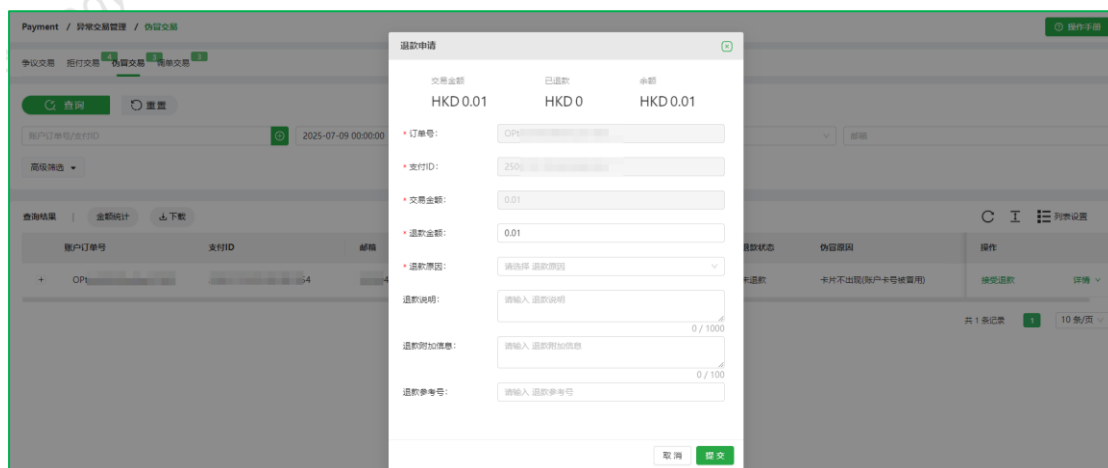 Payment / 异常交易管理 / 伪冒交易
操作手册
争议交易 拒付交易 4 伪冒交易 调单交易
查询 重置
账户订单号/支付ID
2025-07-09 00:00:00
邮箱
高级筛选
查询结果 | 金额统计 下载
列表设置
账户订单号 支付ID 邮箱 退款状态 伪冒原因 操作
+ OPt 54 4 未退款 卡片不出现(账户卡号被冒用) 接受退款 详情
共 1 条记录 1 10 条/页
退款申请
交易金额 已退款 余额
HKD 0.01 HKD 0 HKD 0.01
* 订单号: OPt
* 支付ID: 250
* 交易金额: 0.01
* 退款金额: 0.01
* 退款原因: 请选择 退款原因
退款说明: 请输入 退款说明
0 / 1000
退款附加信息: 请输入 退款附加信息
0 / 100
退款参考号: 请输入 退款参考号
取 消 提 交